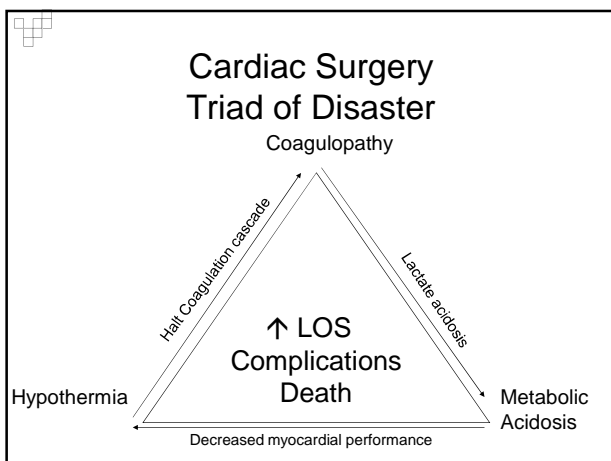 Cardiac Surgery
Triad of Disaster
Coagulopathy
Halt Coagulation cascade
Lactate acidosis
↑ LOS
Complications
Death
Hypothermia
Metabolic
Acidosis
Decreased myocardial performance